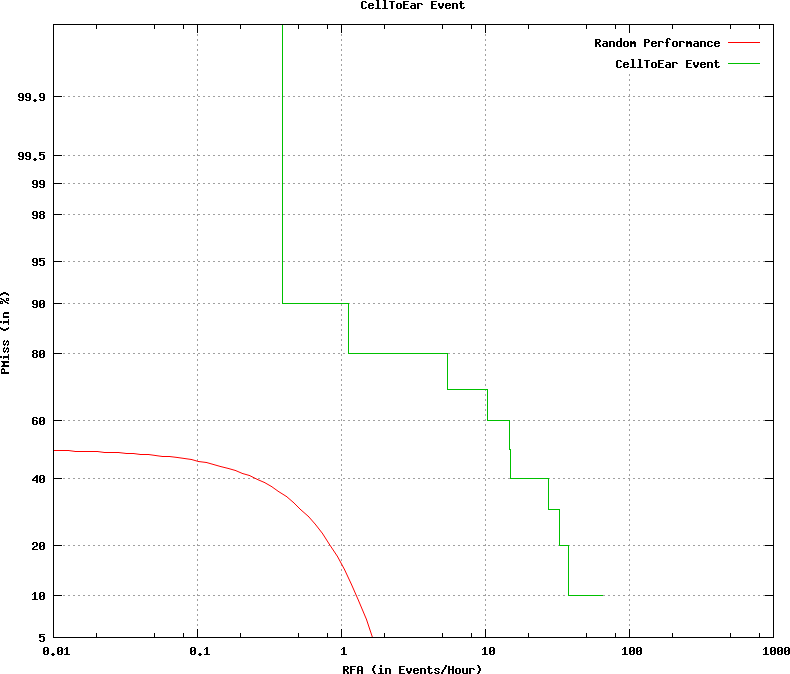 CellToEar Event
Random Performance
CellToEar Event
99.9
99.5
99
98
95
90
80
60
40
20
10
5
PMiss (in %)
0.01 0.1 1 10 100 1000
RFA (in Events/Hour)